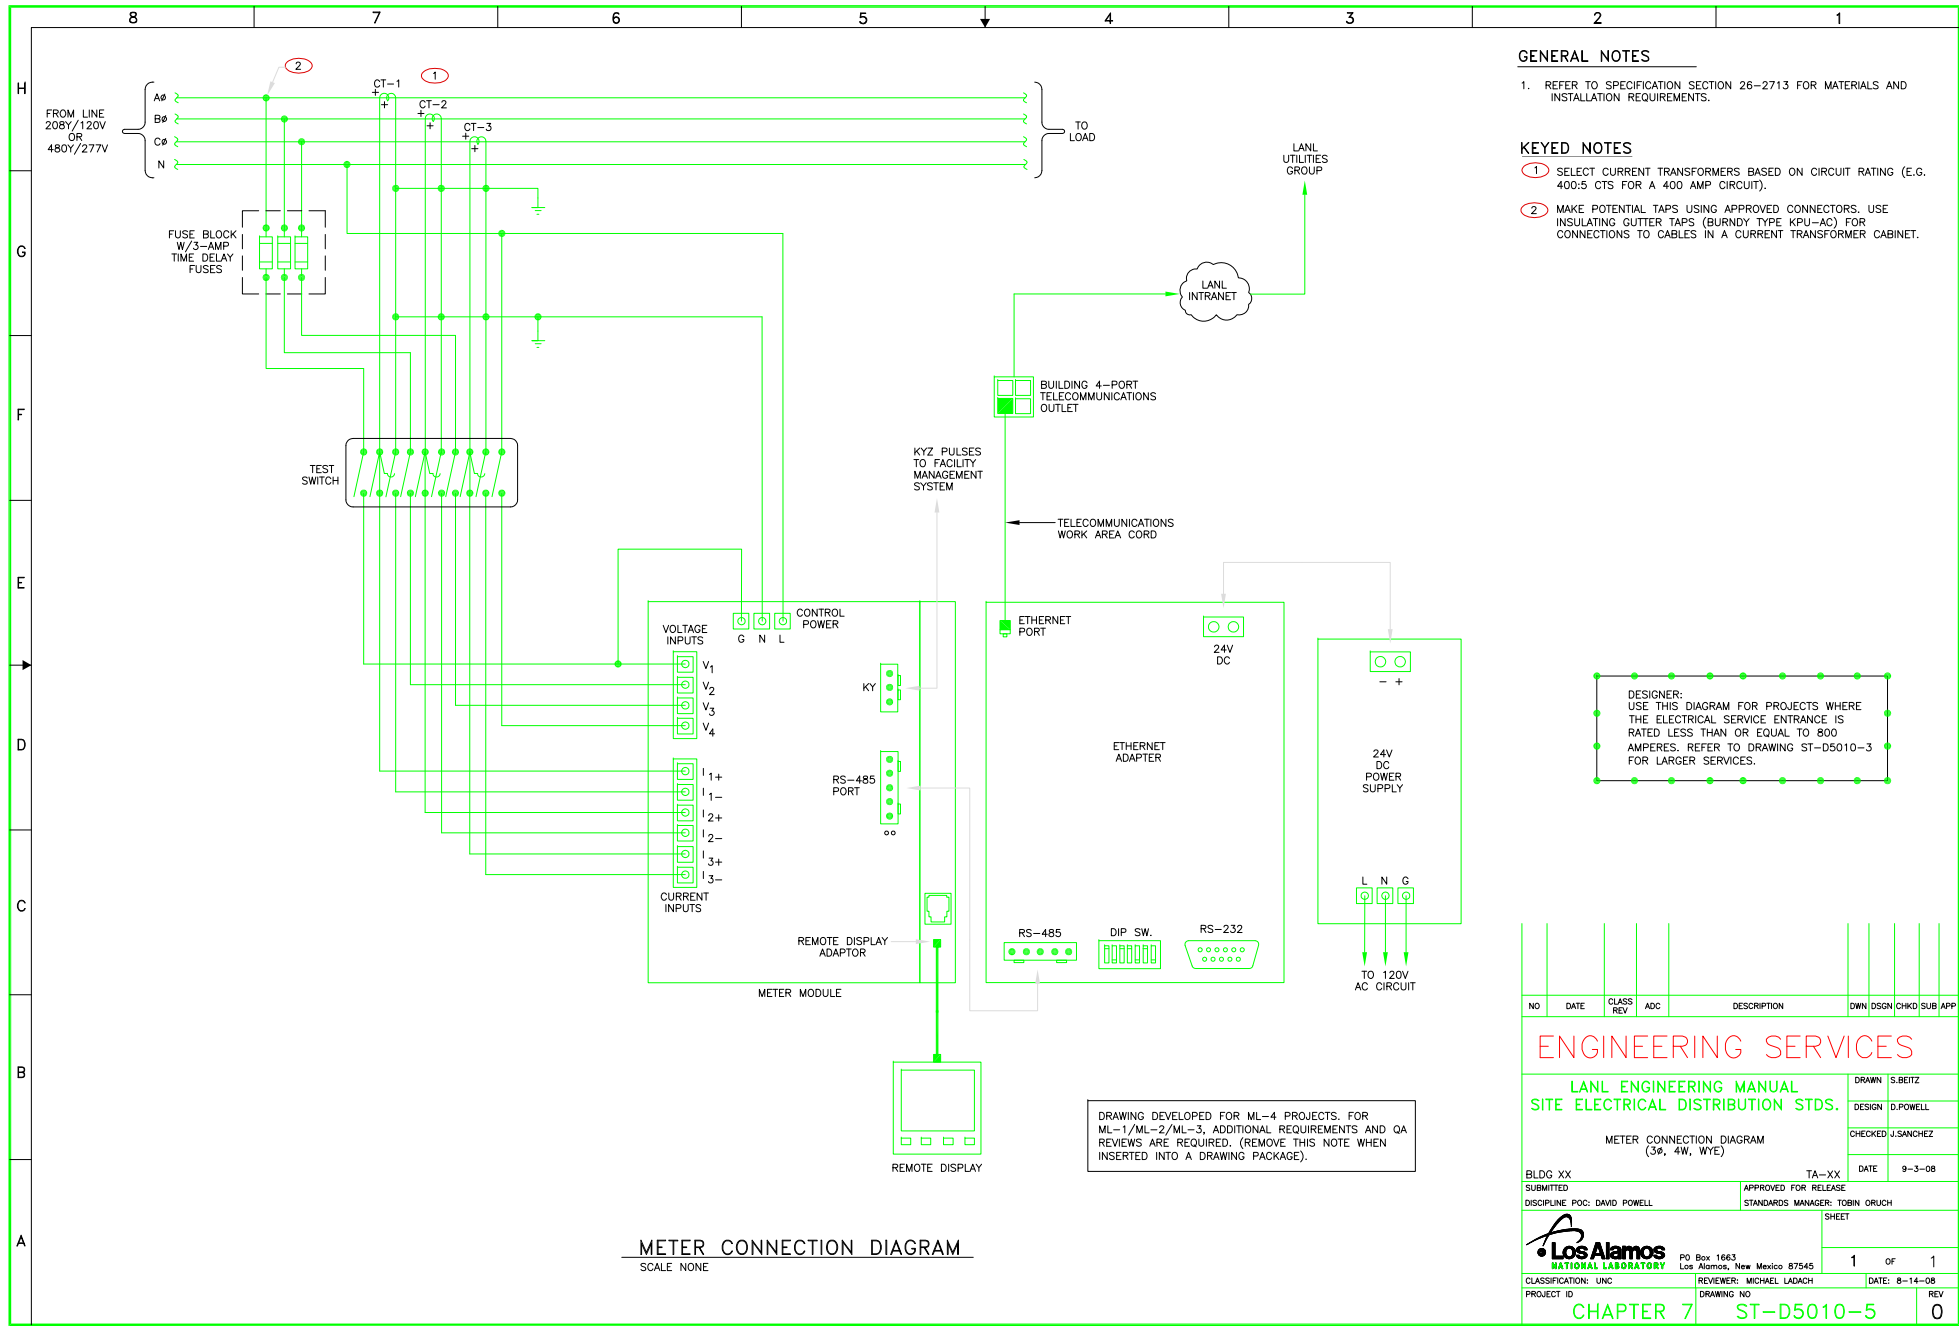 8 7 6 5 4 3 2 1
H
G
F
E
D
C
B
A
2
1
CT-1
CT-2
CT-3
+
+
+
+
+
+
FROM LINE
208Y/120V
OR
480Y/277V
AØ
BØ
CØ
N
TO
LOAD
FUSE BLOCK
W/3-AMP
TIME DELAY
FUSES
TEST
SWITCH
LANL
UTILITIES
GROUP
LANL
INTRANET
BUILDING 4-PORT
TELECOMMUNICATIONS
OUTLET
KYZ PULSES
TO FACILITY
MANAGEMENT
SYSTEM
TELECOMMUNICATIONS
WORK AREA CORD
VOLTAGE
INPUTS
G N L
CONTROL
POWER
V1
V2
V3
V4
KY
I1+
I1-
I2+
I2-
I3+
I3-
CURRENT
INPUTS
RS-485
PORT
REMOTE DISPLAY
ADAPTOR
METER MODULE
REMOTE DISPLAY
ETHERNET
PORT
24V
DC
ETHERNET
ADAPTER
RS-485
DIP SW.
RS-232
- +
24V
DC
POWER
SUPPLY
L N G
TO 120V
AC CIRCUIT
GENERAL NOTES
1. REFER TO SPECIFICATION SECTION 26-2713 FOR MATERIALS AND
INSTALLATION REQUIREMENTS.
KEYED NOTES
1 SELECT CURRENT TRANSFORMERS BASED ON CIRCUIT RATING (E.G.
400:5 CTS FOR A 400 AMP CIRCUIT).
2 MAKE POTENTIAL TAPS USING APPROVED CONNECTORS. USE
INSULATING GUTTER TAPS (BURNDY TYPE KPU-AC) FOR
CONNECTIONS TO CABLES IN A CURRENT TRANSFORMER CABINET.
DESIGNER:
USE THIS DIAGRAM FOR PROJECTS WHERE
THE ELECTRICAL SERVICE ENTRANCE IS
RATED LESS THAN OR EQUAL TO 800
AMPERES. REFER TO DRAWING ST-D5010-3
FOR LARGER SERVICES.
DRAWING DEVELOPED FOR ML-4 PROJECTS. FOR
ML-1/ML-2/ML-3, ADDITIONAL REQUIREMENTS AND QA
REVIEWS ARE REQUIRED. (REMOVE THIS NOTE WHEN
INSERTED INTO A DRAWING PACKAGE).
METER CONNECTION DIAGRAM
SCALE NONE
NO DATE CLASS REV ADC DESCRIPTION DWN DSGN CHKD SUB APP
ENGINEERING SERVICES
LANL ENGINEERING MANUAL
SITE ELECTRICAL DISTRIBUTION STDS.
METER CONNECTION DIAGRAM
(3Ø, 4W, WYE)
BLDG XX TA-XX
DRAWN S.BEITZ
DESIGN D.POWELL
CHECKED J.SANCHEZ
DATE 9-3-08
SUBMITTED
DISCIPLINE POC: DAVID POWELL
APPROVED FOR RELEASE
STANDARDS MANAGER: TOBIN ORUCH
Los Alamos
NATIONAL LABORATORY
PO Box 1663
Los Alamos, New Mexico 87545
SHEET
1 OF 1
CLASSIFICATION: UNC
REVIEWER: MICHAEL LADACH
DATE: 8-14-08
PROJECT ID
CHAPTER 7
DRAWING NO
ST-D5010-5
REV
0